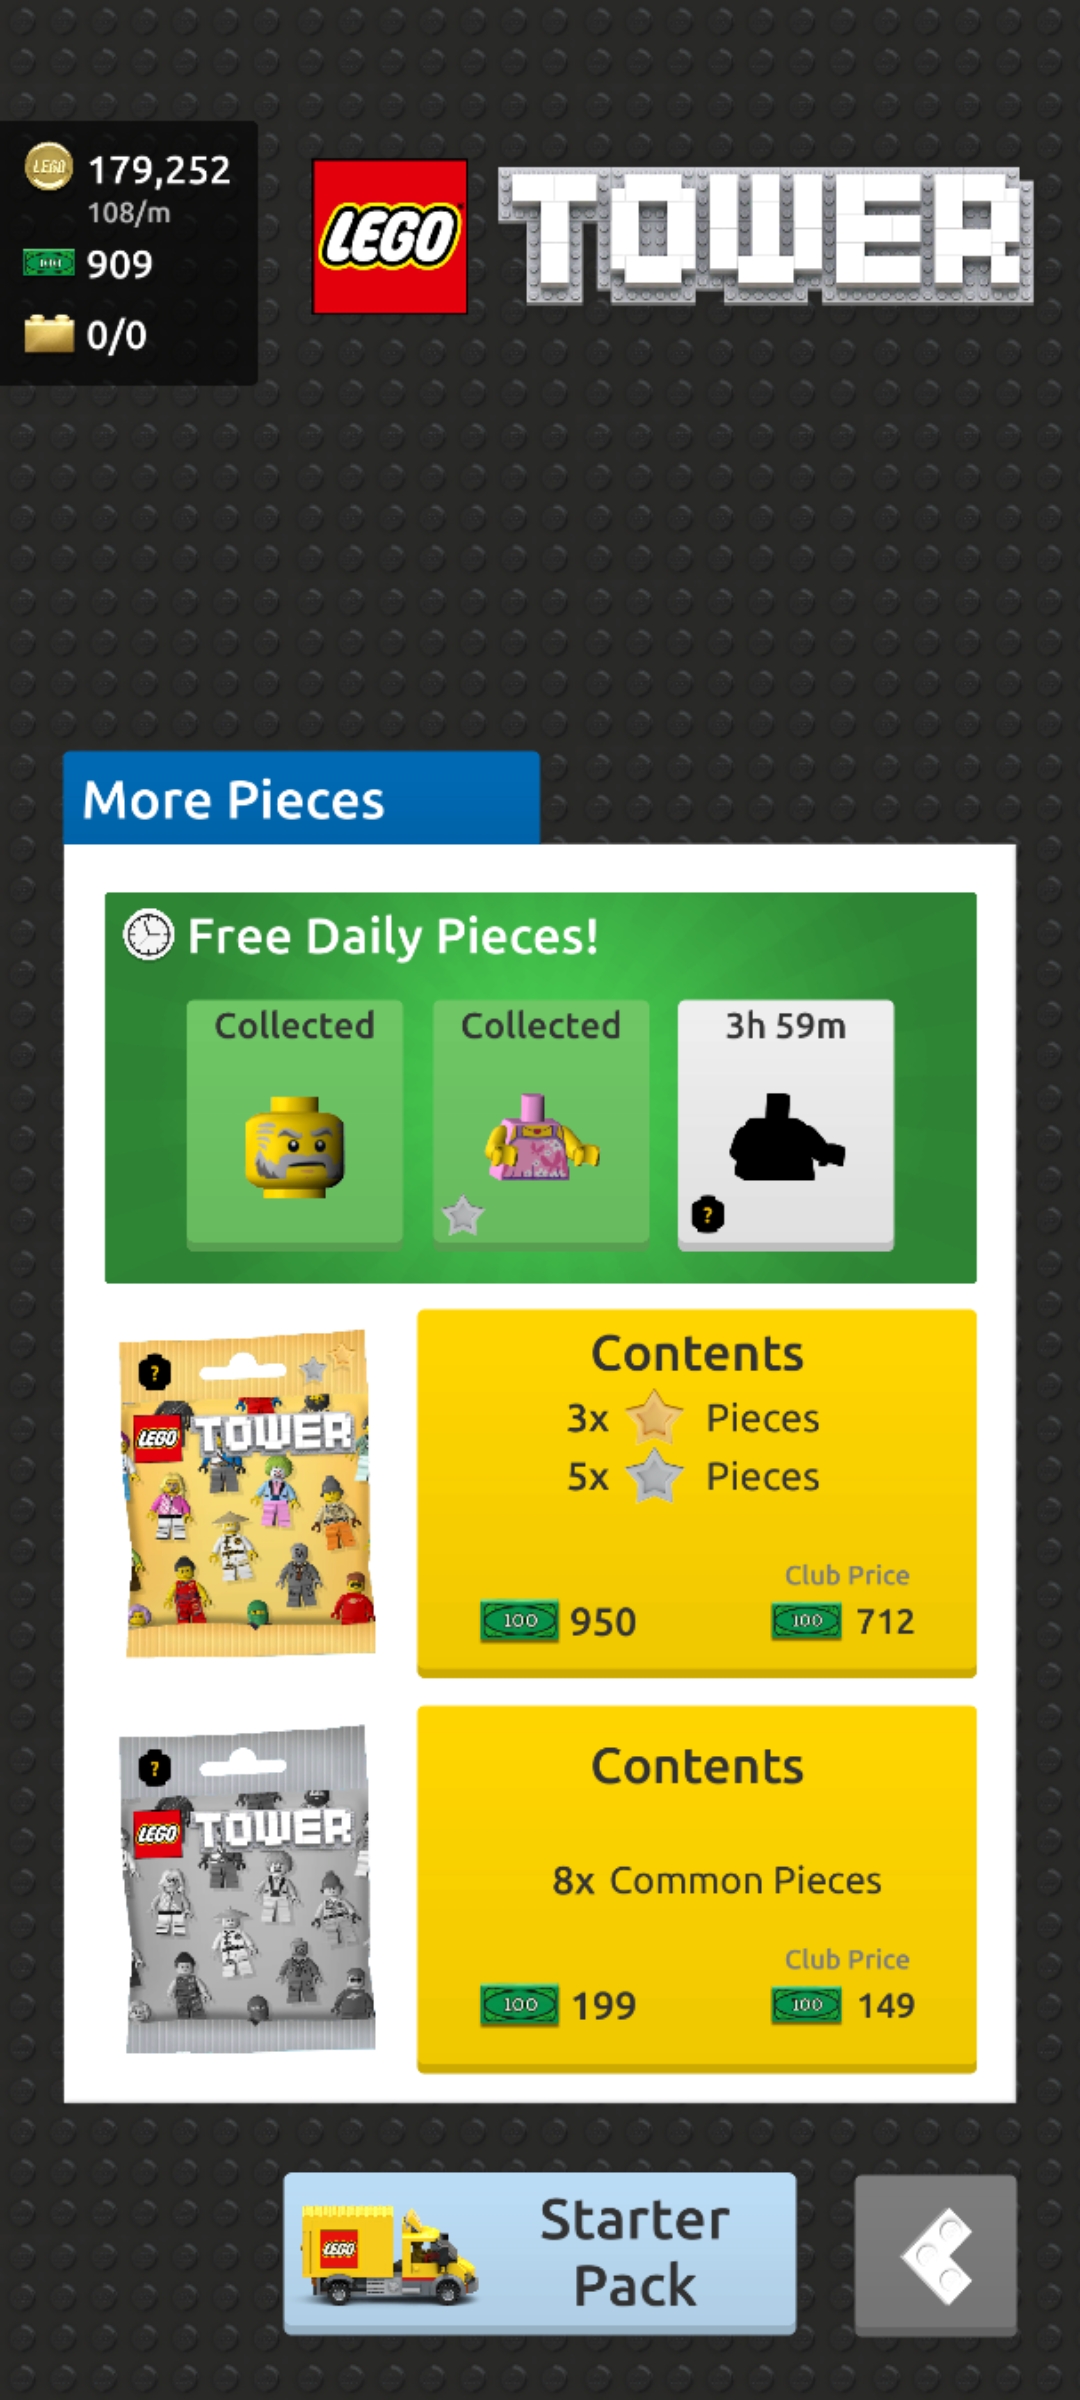 LEGO
179,252
108/m
909
0/0
LEGO
TOWER
More Pieces
Free Daily Pieces!
Collected
Collected
3h 59m
?
?
LEGO TOWER
Contents
3x Pieces
5x Pieces
Club Price
100 950
100 712
?
LEGO TOWER
Contents
8x Common Pieces
Club Price
100 199
100 149
LEGO
Starter
Pack